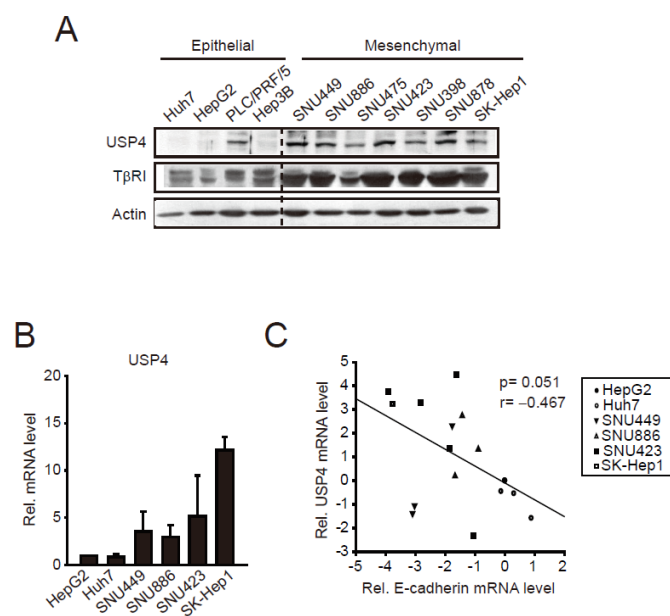 A
Epithelial Mesenchymal
Huh7 HepG2 PLC/PRF/5 Hep3B SNU449 SNU886 SNU475 SNU423 SNU398 SNU878 SK-Hep1
USP4
TβRI
Actin
B
USP4
Rel. mRNA level
20
15
10
5
0
HepG2 Huh7 SNU449 SNU886 SNU423 SK-Hep1
C
Rel. USP4 mRNA level
5
4
3
2
1
0
-1
-2
-3
-5 -4 -3 -2 -1 0 1 2
Rel. E-cadherin mRNA level
p= 0.051
r= −0.467
HepG2
Huh7
SNU449
SNU886
SNU423
SK-Hep1